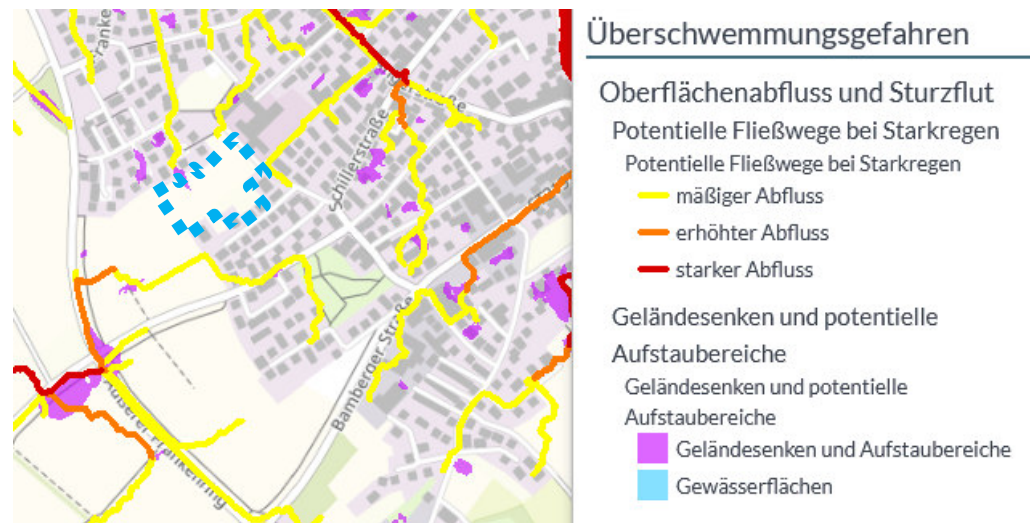 Überschwemmungsgefahren
Oberflächenabfluss und Sturzflut
Potentielle Fließwege bei Starkregen
Potentielle Fließwege bei Starkregen
mäßiger Abfluss
erhöhter Abfluss
starker Abfluss
Geländesenken und potentielle
Aufstaubereiche
Geländesenken und potentielle
Aufstaubereiche
Geländesenken und Aufstaubereiche
Gewässerflächen
Franke
Schillerstraße
Bamberger Straße